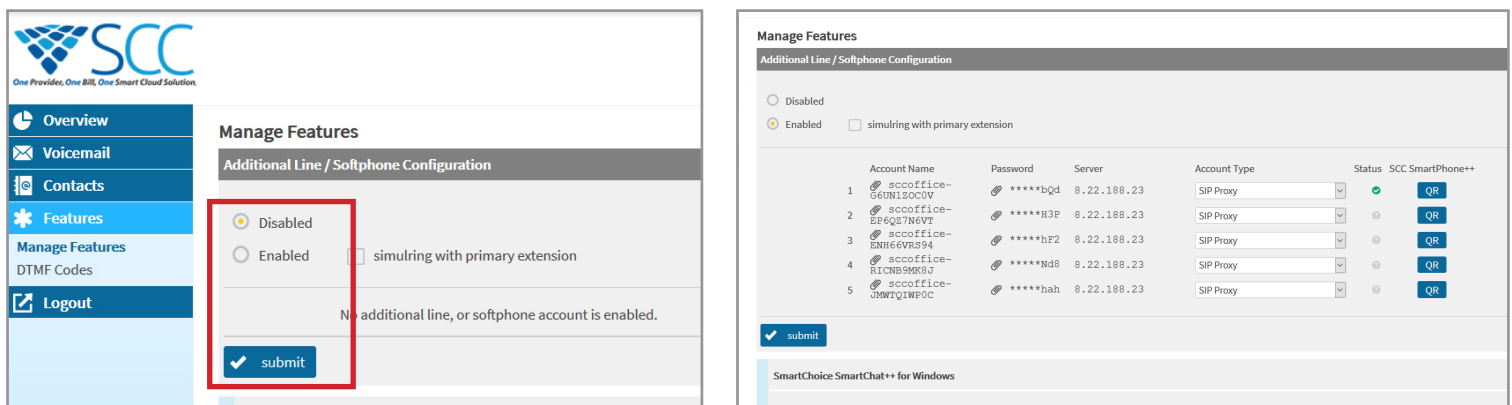 SCC
One Provider, One Bill, One Smart Cloud Solution.
Overview
Voicemail
Contacts
Features
Manage Features
DTMF Codes
Logout
Manage Features
Additional Line / Softphone Configuration
Disabled
Enabled simulring with primary extension
No additional line, or softphone account is enabled.
submit
Manage Features
Additional Line / Softphone Configuration
Disabled
Enabled simulring with primary extension
Account Name Password Server Account Type Status SCC SmartPhone++
1 sccoffice-G6UN1ZOC0V *****bQd 8.22.188.23 SIP Proxy QR
2 sccoffice-EP6QZ7N6VT *****H3P 8.22.188.23 SIP Proxy QR
3 sccoffice-ENH66VRS94 *****hF2 8.22.188.23 SIP Proxy QR
4 sccoffice-RICNB9MK8J *****Nd8 8.22.188.23 SIP Proxy QR
5 sccoffice-JMWTQIWP0C *****hah 8.22.188.23 SIP Proxy QR
submit
SmartChoice SmartChat++ for Windows